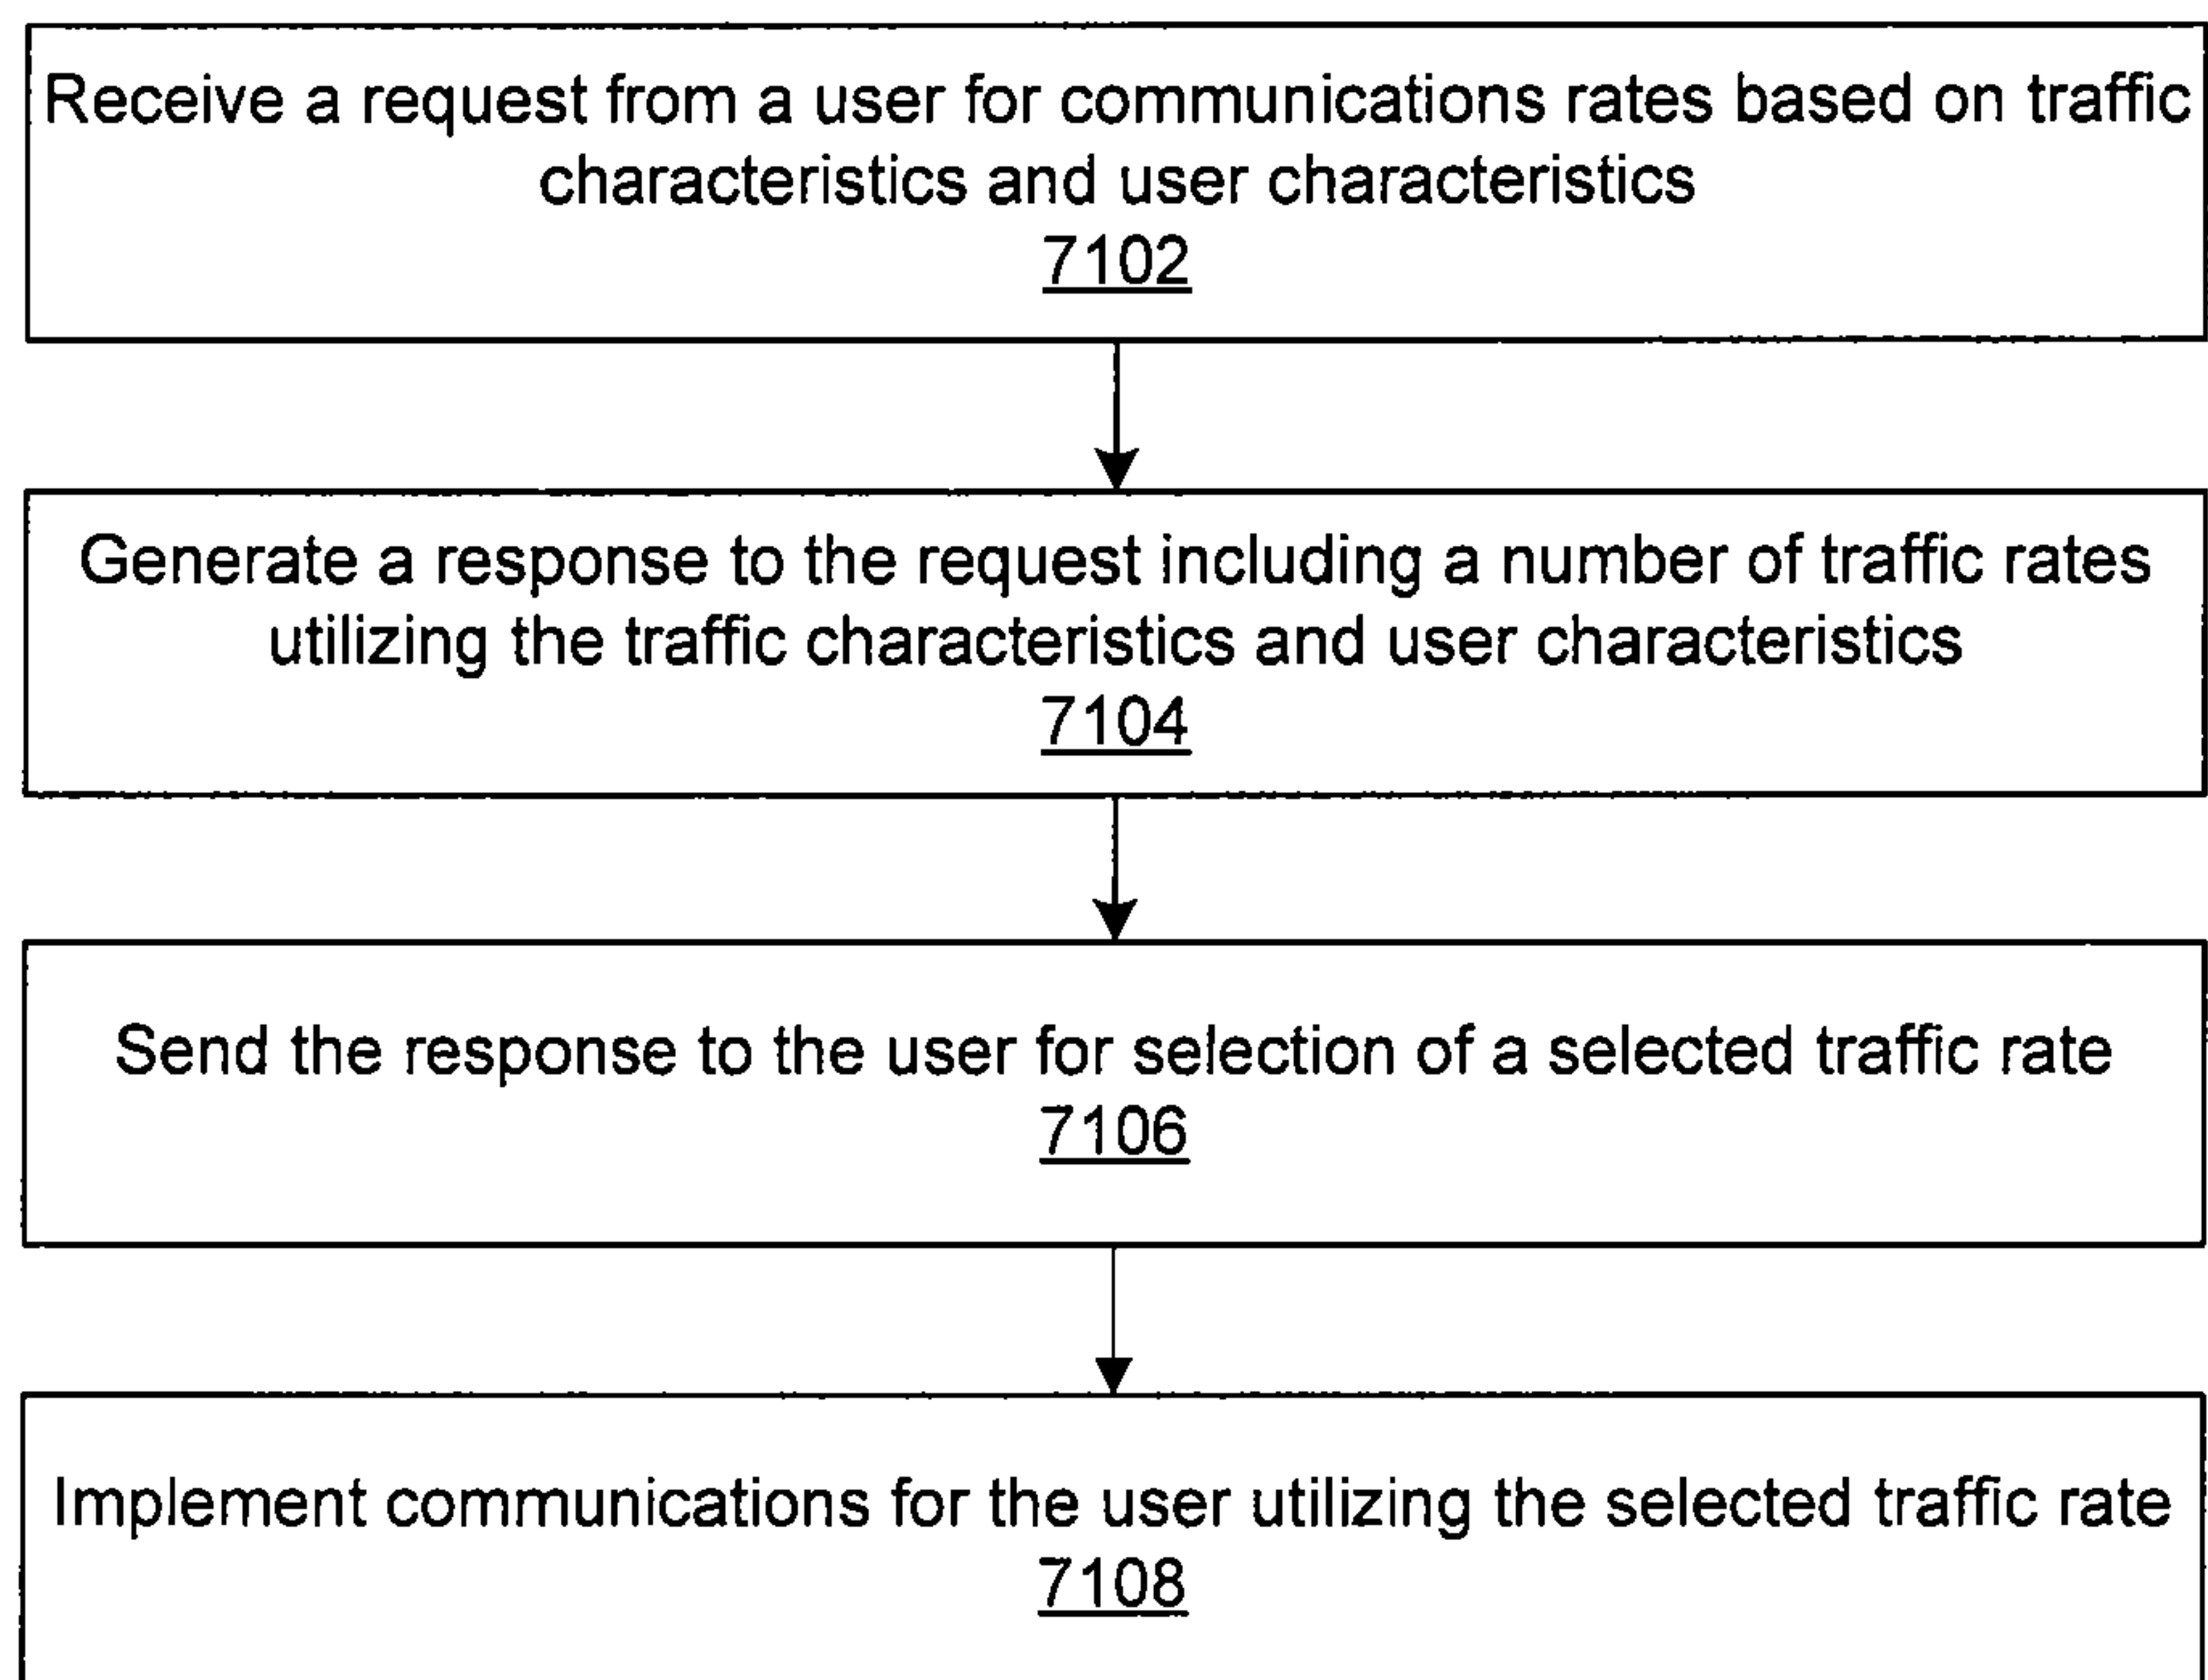 Receive a request from a user for communications rates based on traffic
characteristics and user characteristics
7102
Generate a response to the request including a number of traffic rates
utilizing the traffic characteristics and user characteristics
7104
Send the response to the user for selection of a selected traffic rate
7106
Implement communications for the user utilizing the selected traffic rate
7108